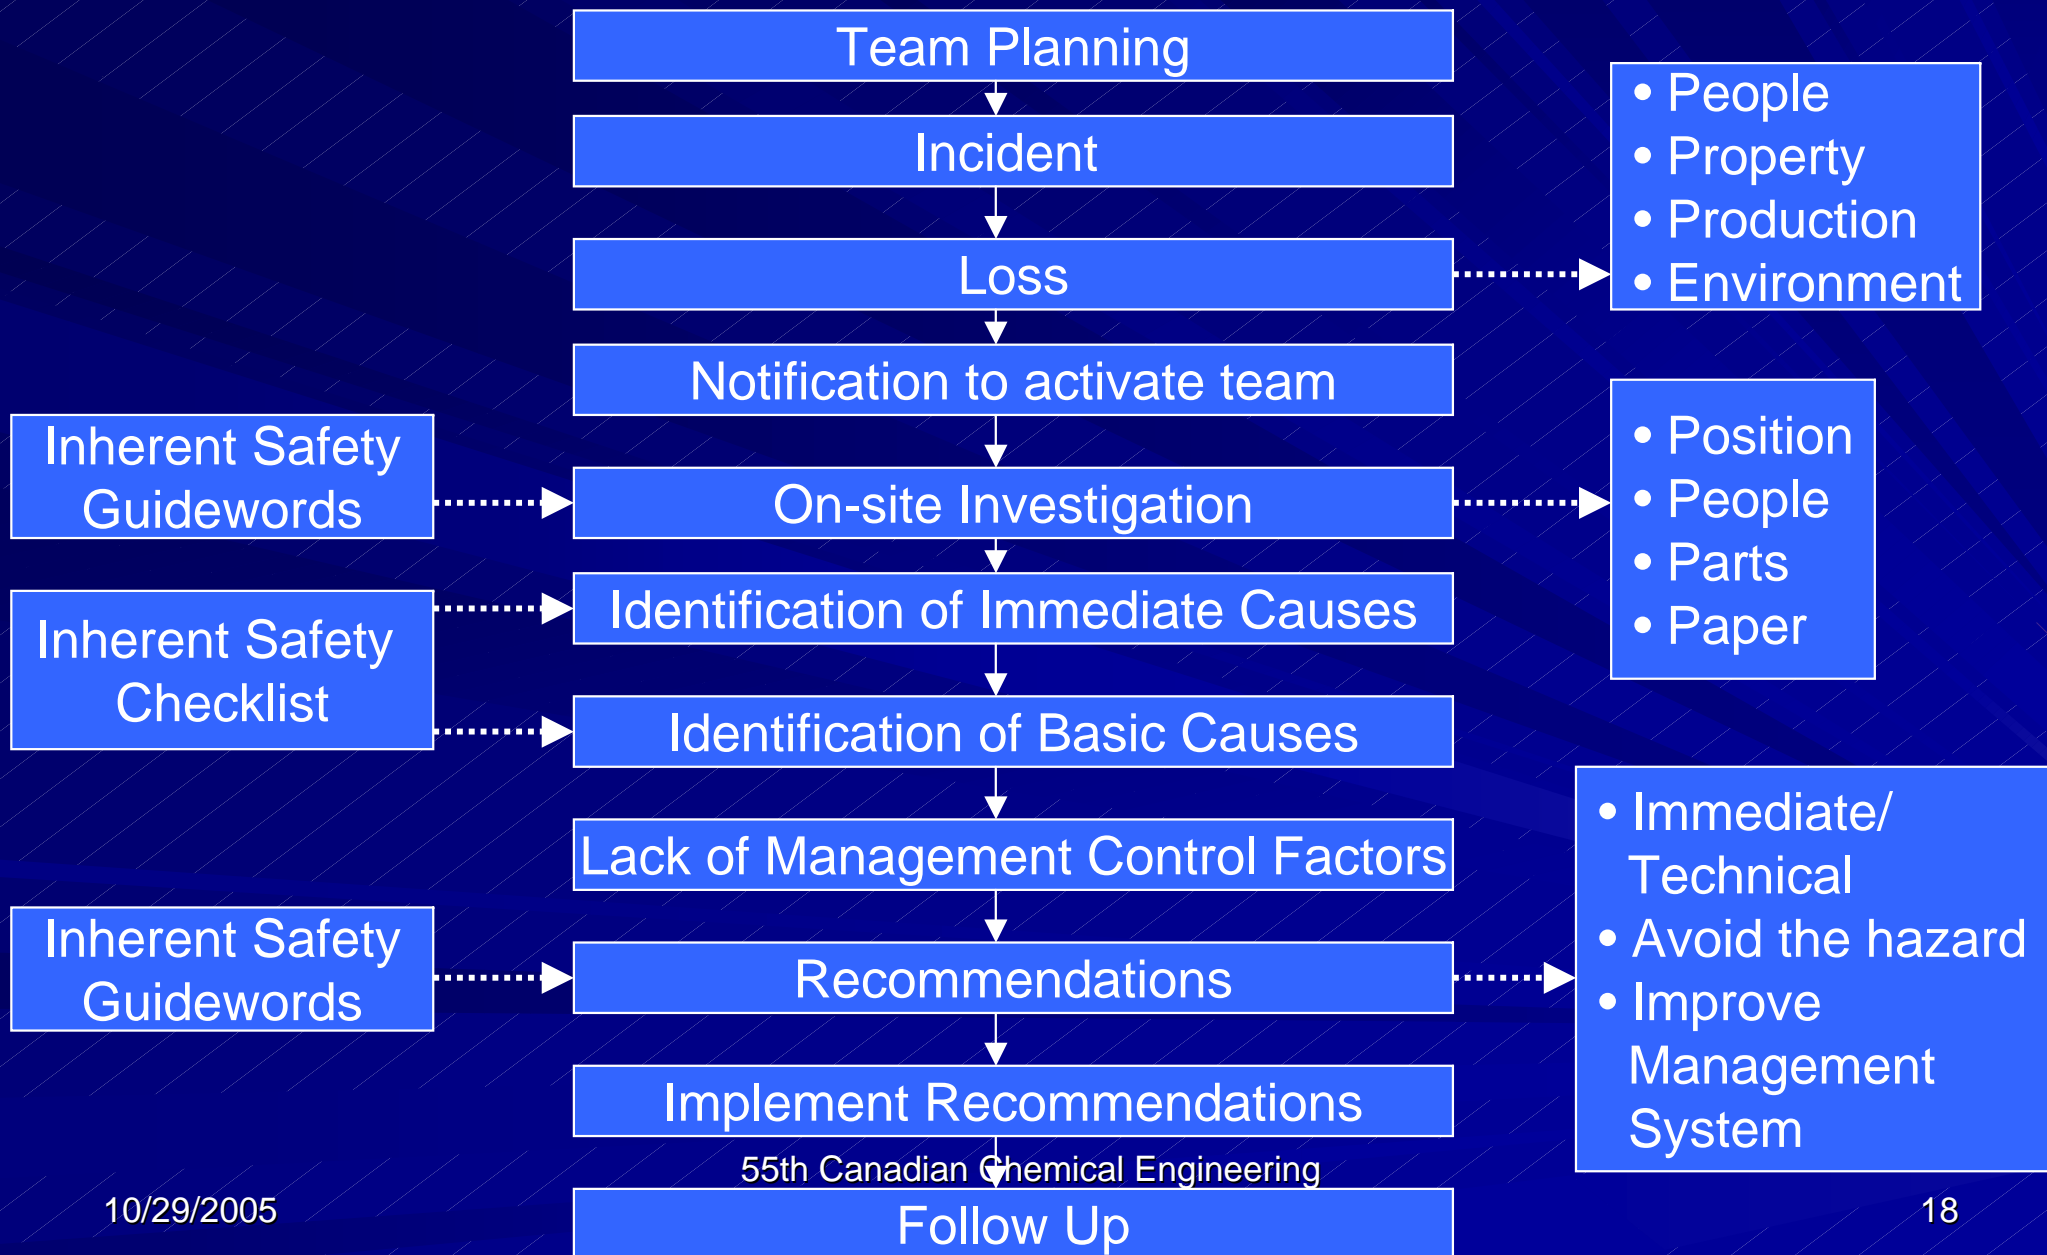 Team Planning
Incident
Loss
• People
• Property
• Production
• Environment
Notification to activate team
Inherent Safety
Guidewords
On-site Investigation
• Position
• People
• Parts
• Paper
Inherent Safety
Checklist
Identification of Immediate Causes
Identification of Basic Causes
Lack of Management Control Factors
Inherent Safety
Guidewords
Recommendations
• Immediate/
Technical
• Avoid the hazard
• Improve
Management
System
Implement Recommendations
55th Canadian Chemical Engineering
10/29/2005
Follow Up
18